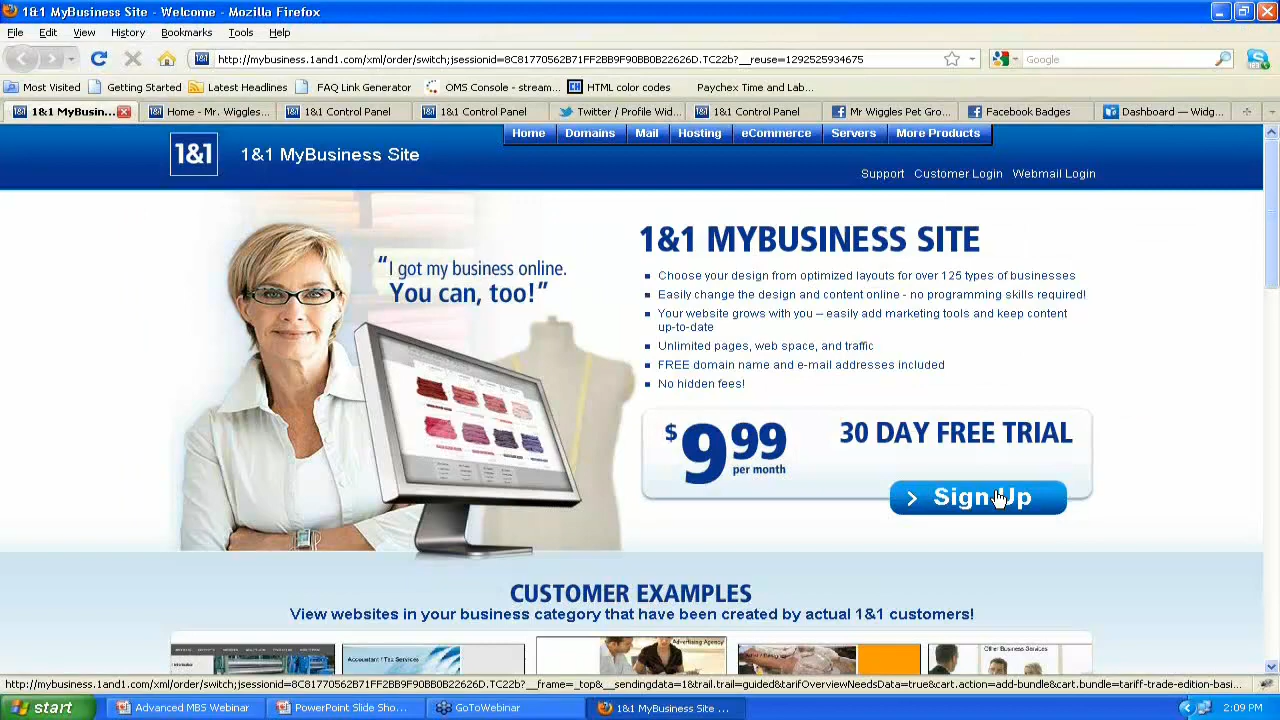 1&1 MyBusiness Site - Welcome - Mozilla Firefox
File Edit View History Bookmarks Tools Help
http://mybusiness.1and1.com/xml/order/switch;jsessionid=8C81770562B71FF2BB9F90BB0B22626D.TC22b?__reuse=1292525934675
Google
Most Visited Getting Started Latest Headlines FAQ Link Generator OMS Console - stream... HTML color codes Paychex Time and Lab...
1&1 MyBusin... Home - Mr. Wiggles... 1&1 Control Panel 1&1 Control Panel Twitter / Profile Wid... 1&1 Control Panel Mr Wiggles Pet Gro... Facebook Badges Dashboard — Widg...
Home Domains Mail Hosting eCommerce Servers More Products
1&1 1&1 MyBusiness Site
Support Customer Login Webmail Login
1&1 MYBUSINESS SITE
"I got my business online.
You can, too!"
Choose your design from optimized layouts for over 125 types of businesses
Easily change the design and content online - no programming skills required!
Your website grows with you – easily add marketing tools and keep content
up-to-date
Unlimited pages, web space, and traffic
FREE domain name and e-mail addresses included
No hidden fees!
$9 99 per month
30 DAY FREE TRIAL
Sign Up
CUSTOMER EXAMPLES
View websites in your business category that have been created by actual 1&1 customers!
Accountant / Tax Services
Advertising Agency
Other Business Services
http://mybusiness.1and1.com/xml/order/switch;jsessionid=8C81770562B71FF2BB9F90BB0B22626D.TC22b?__frame=_top&__sendingdata=1&trail.trail=guided&tarifOverviewNeedsData=true&cart.action=add-bundle&cart.bundle=tariff-trade-edition-basi...
start Advanced MBS Webinar PowerPoint Slide Sho... GoToWebinar 1&1 MyBusiness Site ... 2:09 PM